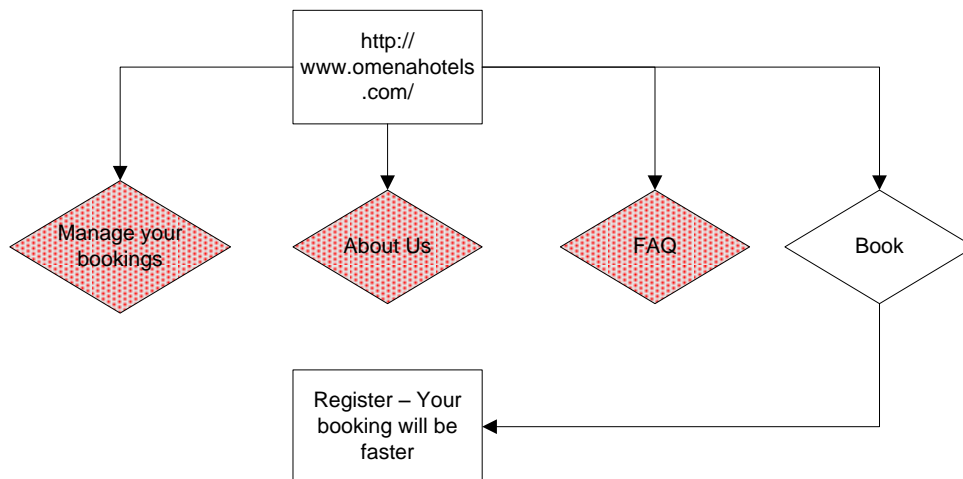 http://
www.omenahotels
.com/
Manage your
bookings
About Us
FAQ
Book
Register – Your
booking will be
faster